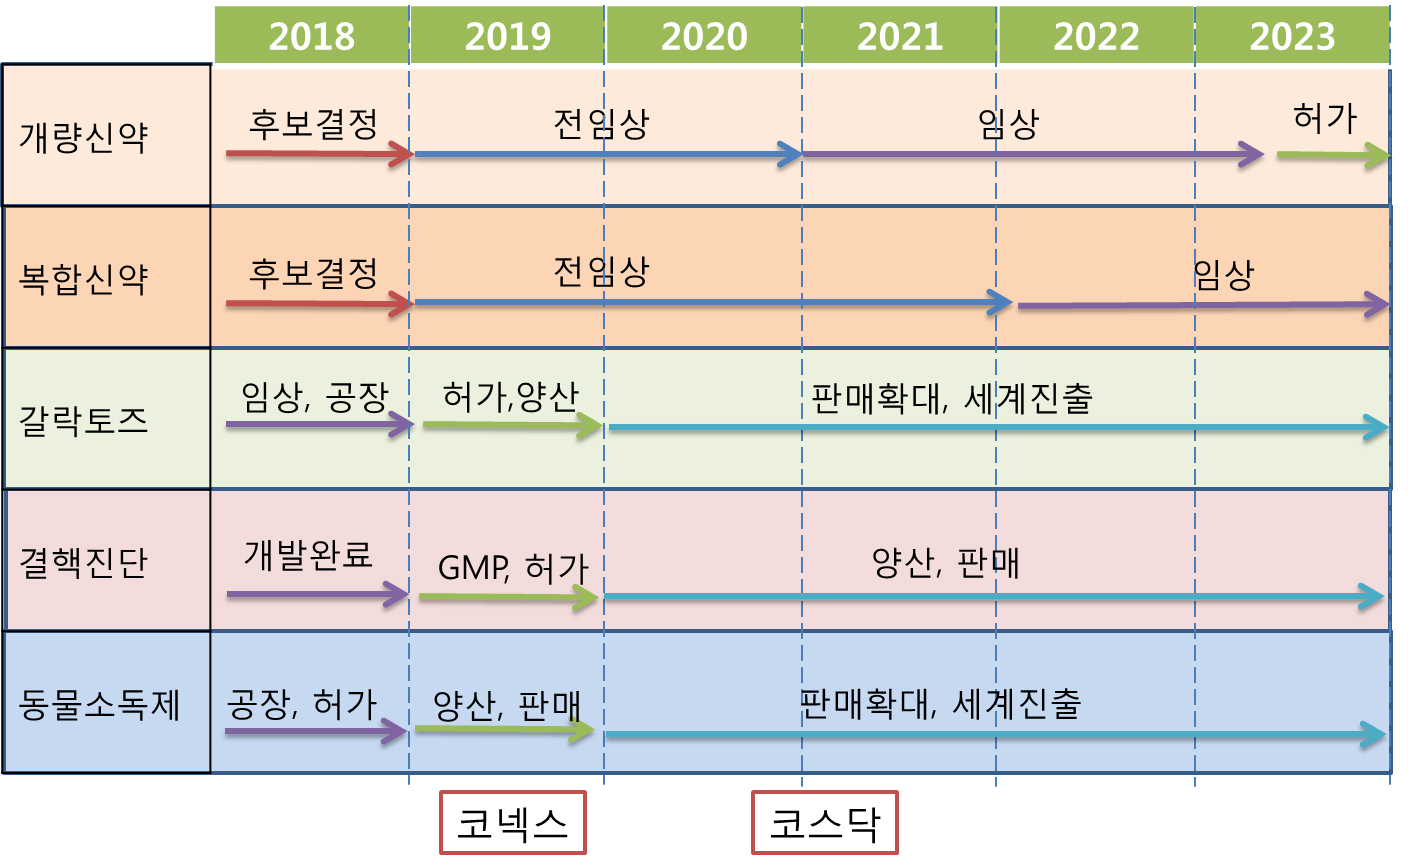 2018 2019 2020 2021 2022 2023
개량신약 후보결정 전임상 임상 허가
복합신약 후보결정 전임상 임상
갈락토즈 임상, 공장 허가,양산 판매확대, 세계진출
결핵진단 개발완료 GMP, 허가 양산, 판매
동물소독제 공장, 허가 양산, 판매 판매확대, 세계진출
코넥스 코스닥